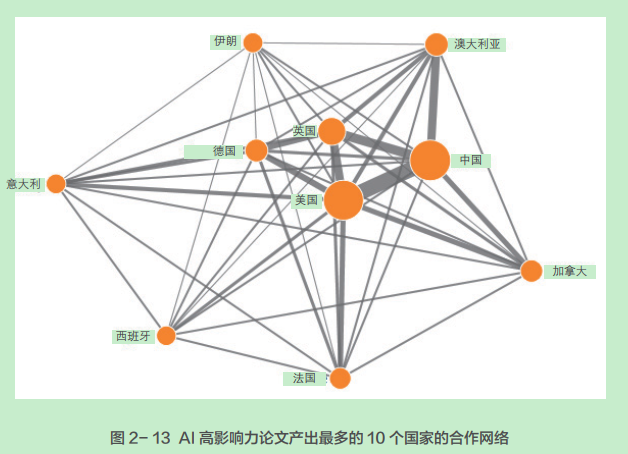 伊朗
澳大利亚
英国
德国
中国
意大利
美国
加拿大
西班牙
法国
图 2- 13 AI 高影响力论文产出最多的 10 个国家的合作网络